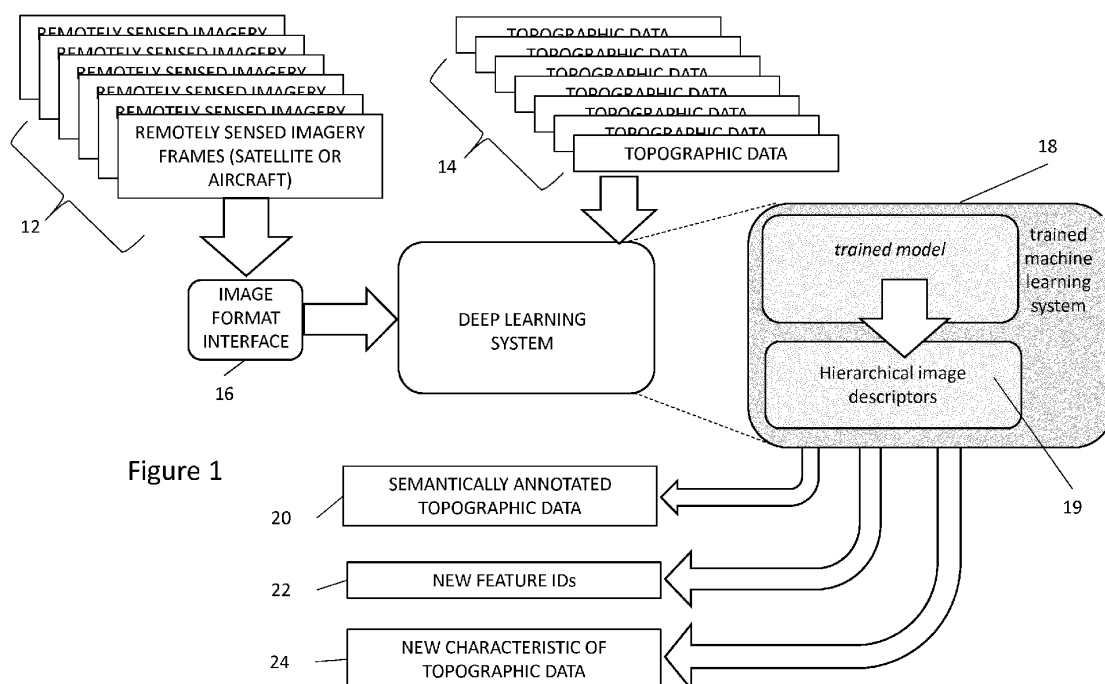 REMOTELY SENSED IMAGERY
REMOTELY SENSED IMAGERY
REMOTELY SENSED IMAGERY
REMOTELY SENSED IMAGERY
REMOTELY SENSED IMAGERY
REMOTELY SENSED IMAGERY
FRAMES (SATELLITE OR
AIRCRAFT)
12
TOPOGRAPHIC DATA
TOPOGRAPHIC DATA
TOPOGRAPHIC DATA
TOPOGRAPHIC DATA
TOPOGRAPHIC DATA
TOPOGRAPHIC DATA
TOPOGRAPHIC DATA
14
IMAGE
FORMAT
INTERFACE
16
DEEP LEARNING
SYSTEM
18
trained model
trained
machine
learning
system
Hierarchical image
descriptors
19
Figure 1
SEMANTICALLY ANNOTATED
TOPOGRAPHIC DATA
20
NEW FEATURE IDs
22
NEW CHARACTERISTIC OF
TOPOGRAPHIC DATA
24